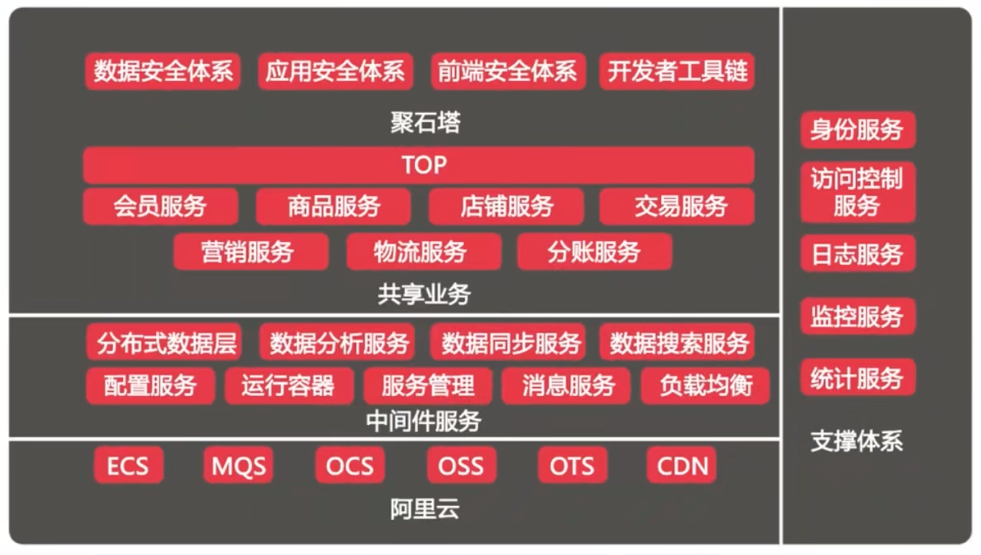 数据安全体系 应用安全体系 前端安全体系 开发者工具链
聚石塔
TOP
会员服务 商品服务 店铺服务 交易服务
营销服务 物流服务 分账服务
共享业务
分布式数据层 数据分析服务 数据同步服务 数据搜索服务
配置服务 运行容器 服务管理 消息服务 负载均衡
中间件服务
ECS MQS OCS OSS OTS CDN
阿里云
身份服务
访问控制
服务
日志服务
监控服务
统计服务
支撑体系